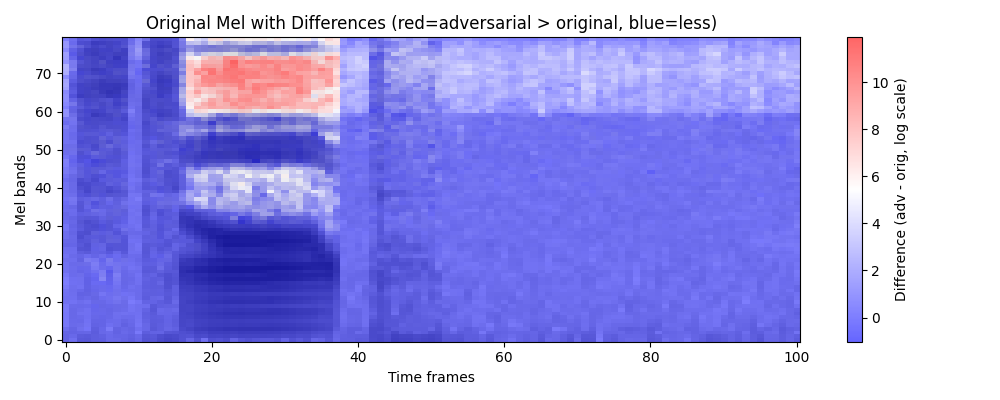 Original Mel with Differences (red=adversarial > original, blue=less)
Mel bands
70
60
50
40
30
20
10
0
0 20 40 60 80 100
Time frames
10
8
6
4
2
0
Difference (adv - orig, log scale)